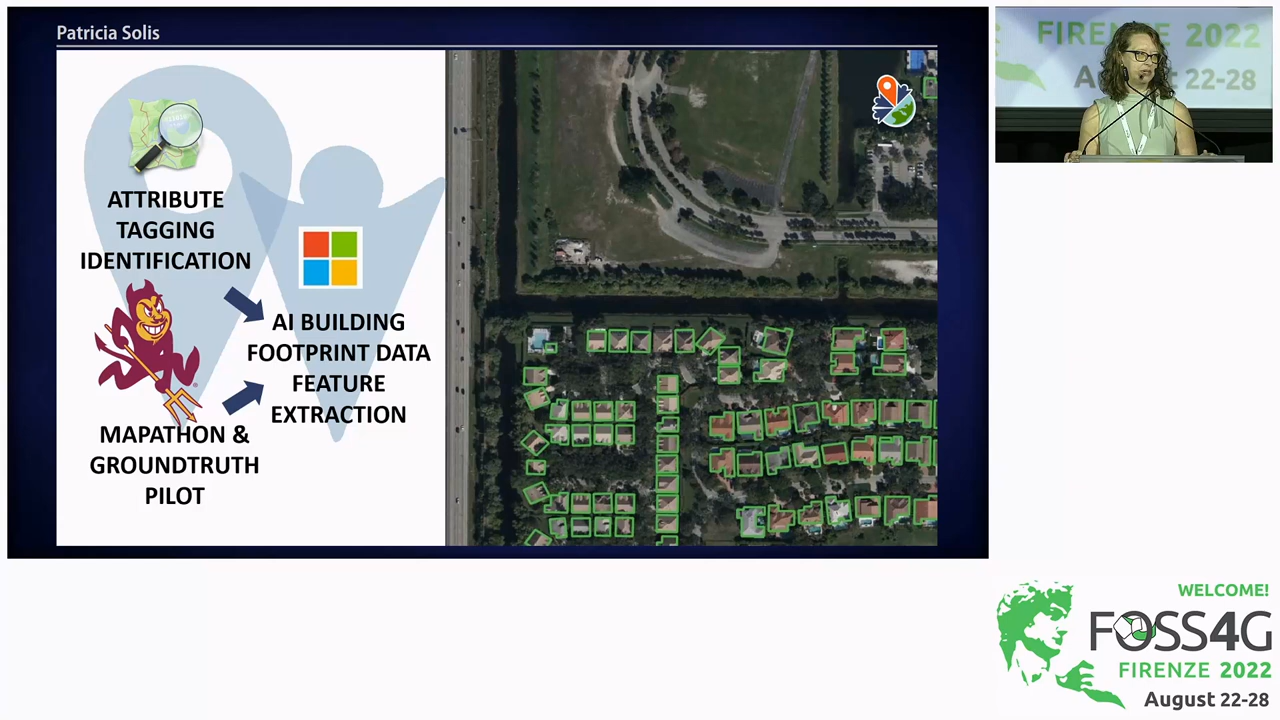 Patricia Solis
ATTRIBUTE
TAGGING
IDENTIFICATION
AI BUILDING
FOOTPRINT DATA
FEATURE
EXTRACTION
MAPATHON &
GROUNDTRUTH
PILOT
FIRENZE 2022
August 22-28
WELCOME!
FOSS4G
FIRENZE 2022
August 22-28